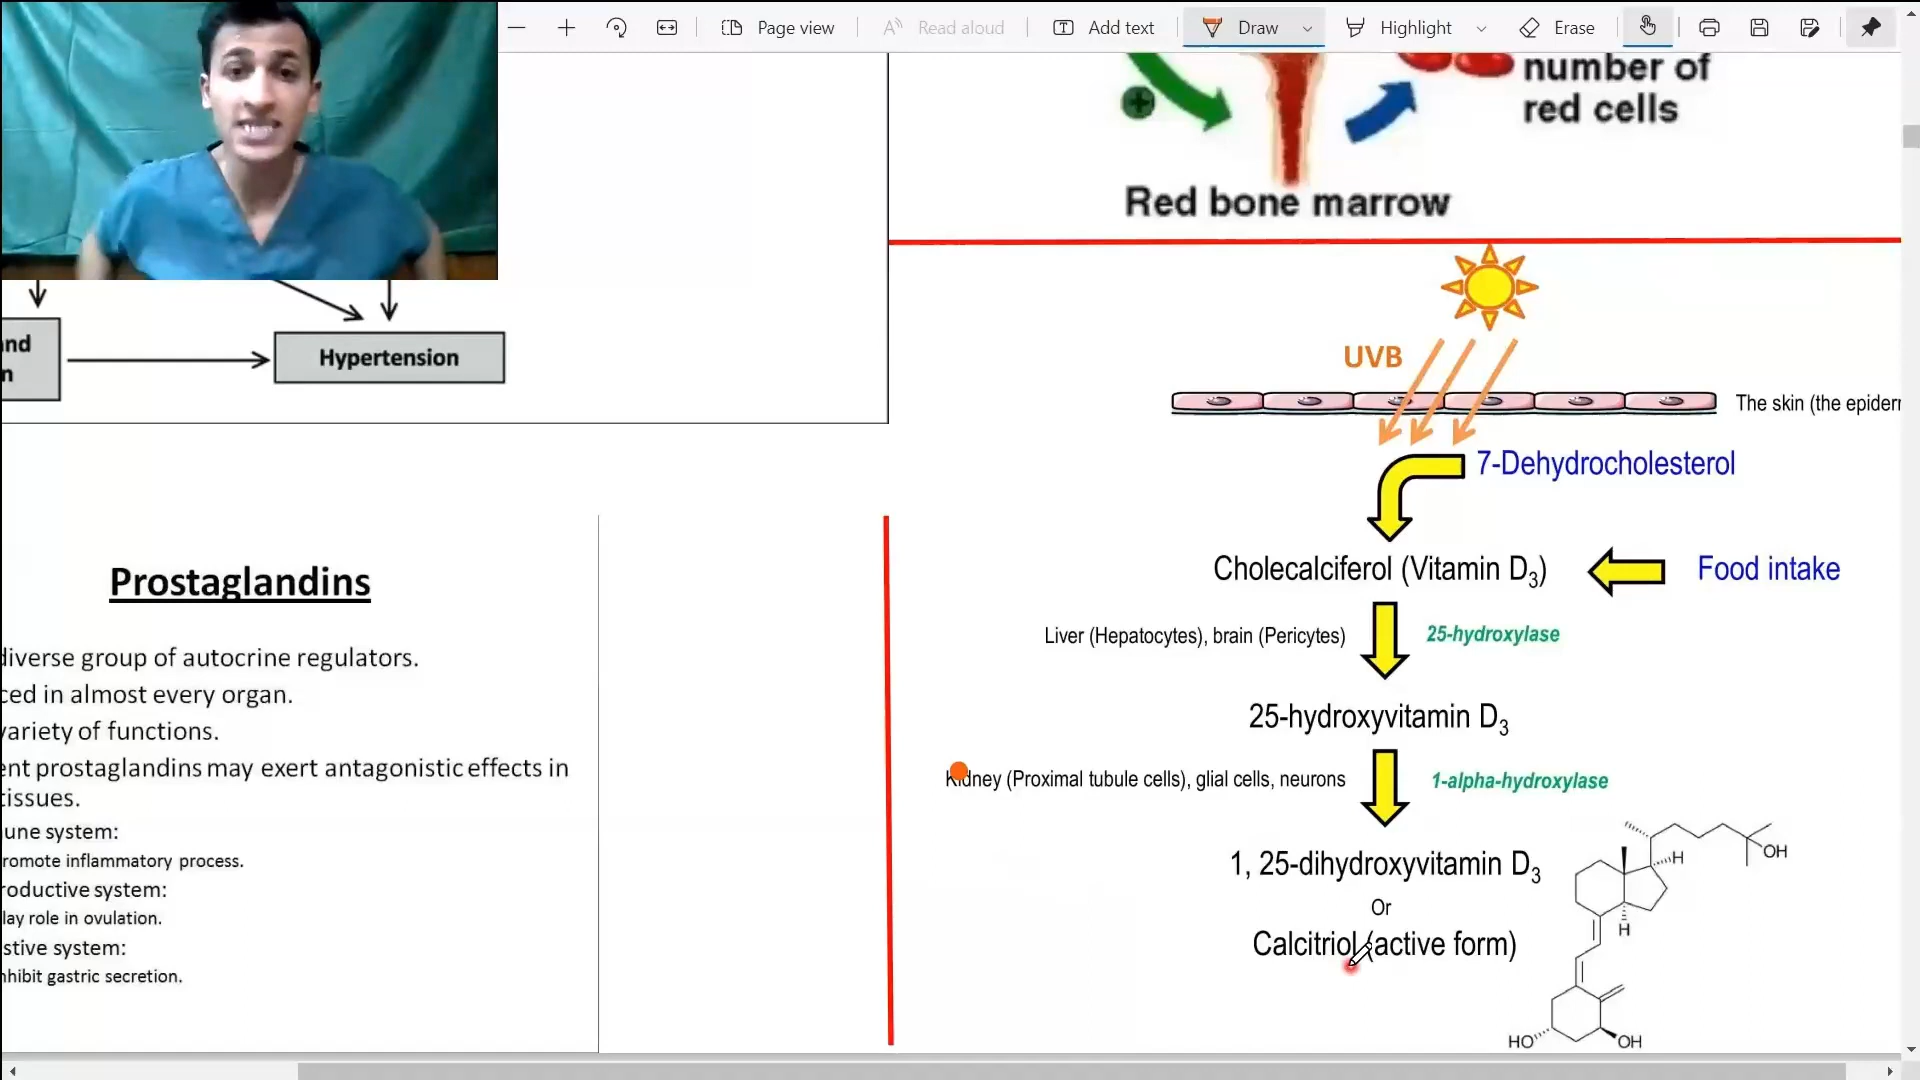 Page view
Read aloud
Add text
Draw
Highlight
Erase
number of
red cells
Red bone marrow
and
n
Hypertension
UVB
The skin (the epider
7-Dehydrocholesterol
Cholecalciferol (Vitamin D3)
Food intake
Liver (Hepatocytes), brain (Pericytes)
25-hydroxylase
25-hydroxyvitamin D3
Kidney (Proximal tubule cells), glial cells, neurons
1-alpha-hydroxylase
1, 25-dihydroxyvitamin D3
Or
Calcitriol (active form)
H
OH
H
HO
OH
Prostaglandins
diverse group of autocrine regulators.
ced in almost every organ.
variety of functions.
ent prostaglandins may exert antagonistic effects in
tissues.
une system:
romote inflammatory process.
roductive system:
lay role in ovulation.
stive system:
nhibit gastric secretion.